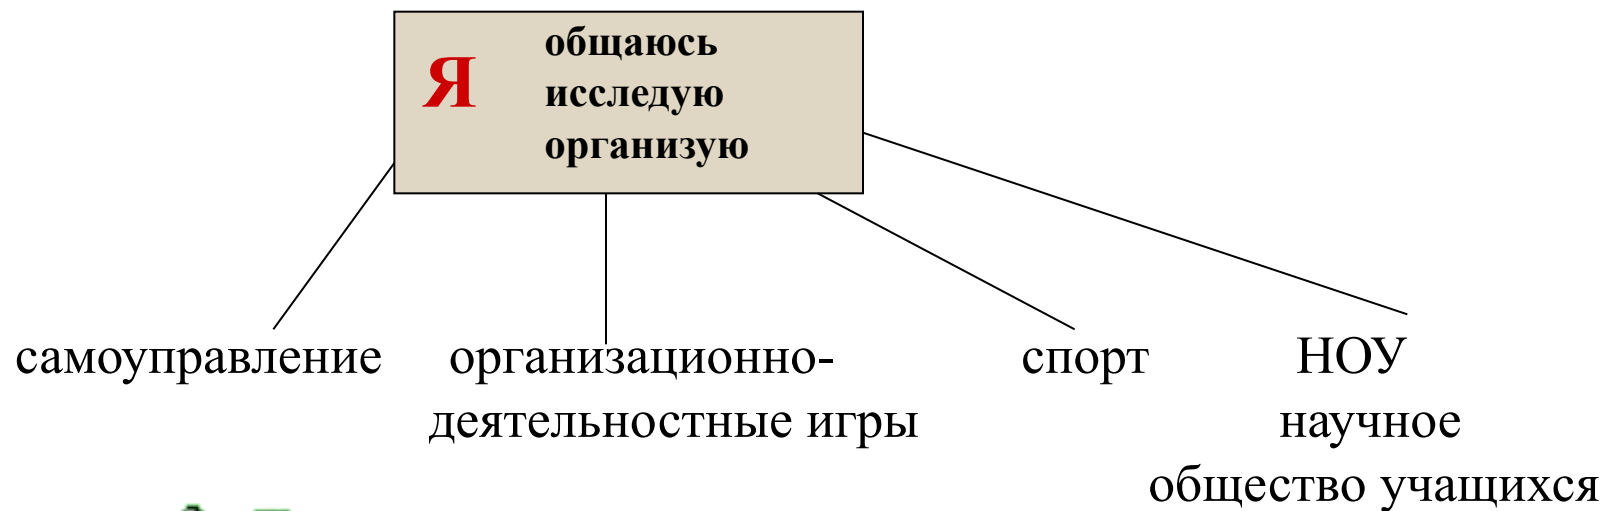 Я
общаюсь
исследую
организую
самоуправление
организационно-
деятельностные игры
спорт
НОУ
научное
общество учащихся